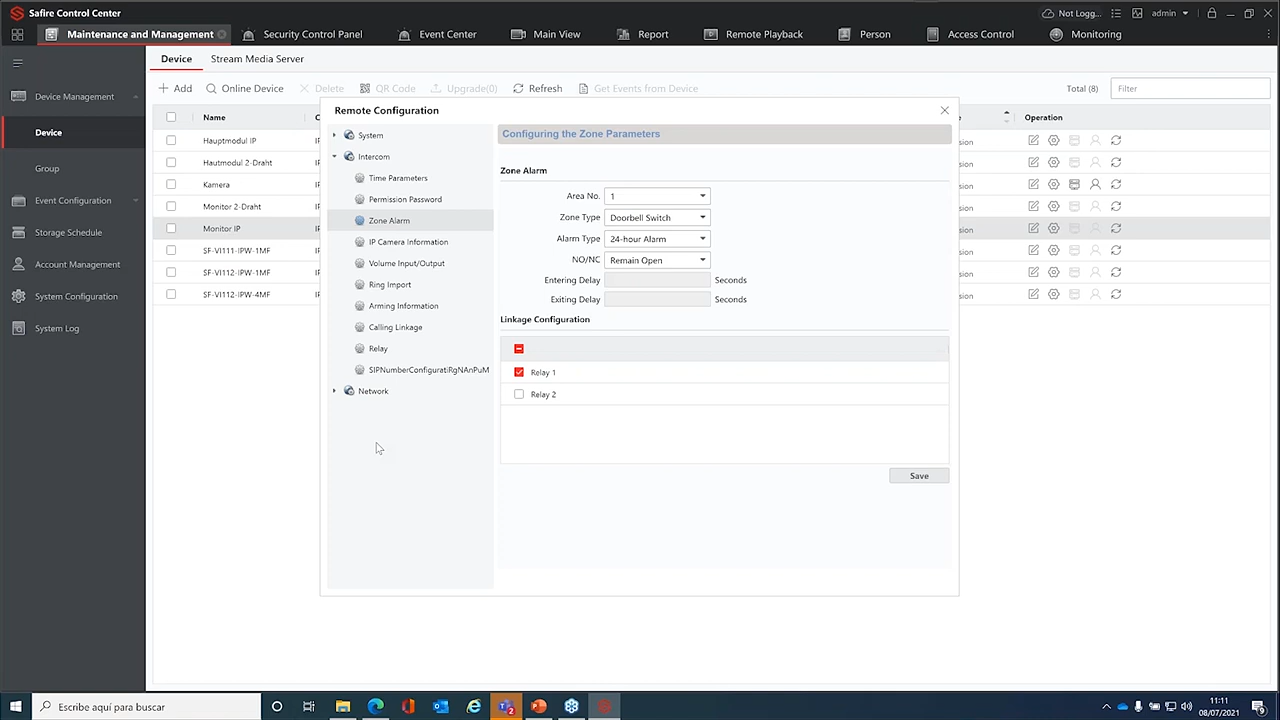 Safire Control Center
Not Logg...
admin
Maintenance and Management
Security Control Panel
Event Center
Main View
Report
Remote Playback
Person
Access Control
Monitoring
Device
Stream Media Server
Device Management
Device
Group
Event Configuration
Storage Schedule
Account Management
System Configuration
System Log
Add
Online Device
Delete
QR Code
Upgrade(0)
Refresh
Get Events from Device
Total (8)
Filter
Name
Operation
Hauptmodul IP
Hautmodul 2-Draht
Kamera
Monitor 2-Draht
Monitor IP
SF-VI111-IPW-1MF
SF-VI112-IPW-1MF
SF-VI112-IPW-4MF
Remote Configuration
System
Intercom
Time Parameters
Permission Password
Zone Alarm
IP Camera Information
Volume Input/Output
Ring Import
Arming Information
Calling Linkage
Relay
SIPNumberConfiguratiRgNAnPuM
Network
Configuring the Zone Parameters
Zone Alarm
Area No. 1
Zone Type Doorbell Switch
Alarm Type 24-hour Alarm
NO/NC Remain Open
Entering Delay Seconds
Exiting Delay Seconds
Linkage Configuration
Relay 1
Relay 2
Save
Escribe aquí para buscar
11:11
08/07/2021